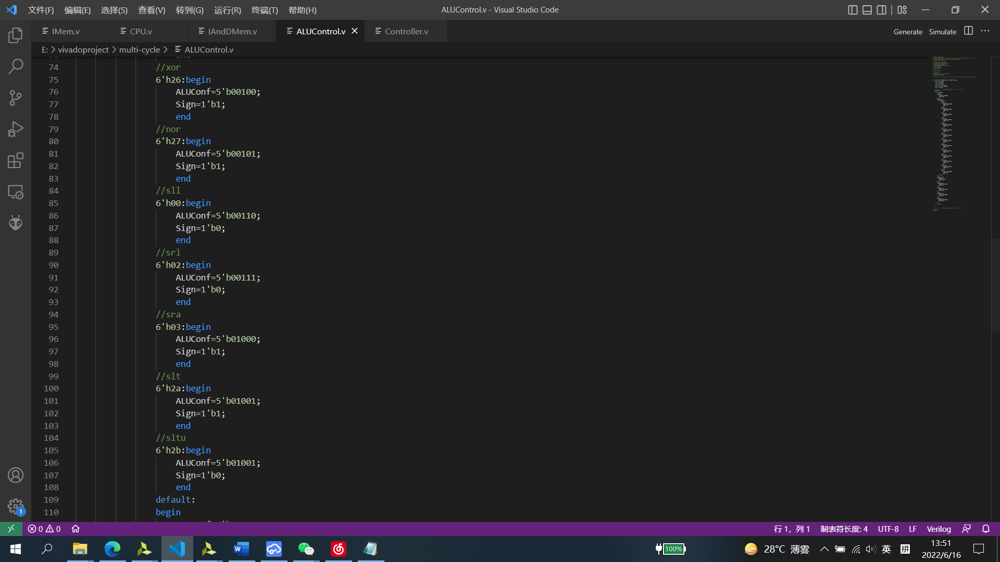 文件(F) 编辑(E) 选择(S) 查看(V) 转到(G) 运行(R) 终端(T) 帮助(H) ALUControl.v - Visual Studio Code
IMem.v CPU.v IAndDMem.v ALUControl.v Controller.v Generate Simulate
E: > vivadoproject > multi-cycle > ALUControl.v
74 //xor
75 6'h26:begin
76 ALUConf=5'b00100;
77 Sign=1'b1;
78 end
79 //nor
80 6'h27:begin
81 ALUConf=5'b00101;
82 Sign=1'b1;
83 end
84 //sll
85 6'h00:begin
86 ALUConf=5'b00110;
87 Sign=1'b0;
88 end
89 //srl
90 6'h02:begin
91 ALUConf=5'b00111;
92 Sign=1'b0;
93 end
94 //sra
95 6'h03:begin
96 ALUConf=5'b01000;
97 Sign=1'b1;
98 end
99 //slt
100 6'h2a:begin
101 ALUConf=5'b01001;
102 Sign=1'b1;
103 end
104 //sltu
105 6'h2b:begin
106 ALUConf=5'b01001;
107 Sign=1'b0;
108 end
109 default:
110 begin
1
0 0 行 1，列 1 制表符长度: 4 UTF-8 LF Verilog
100% 28°C 薄雾 英 拼 13:51
2022/6/16